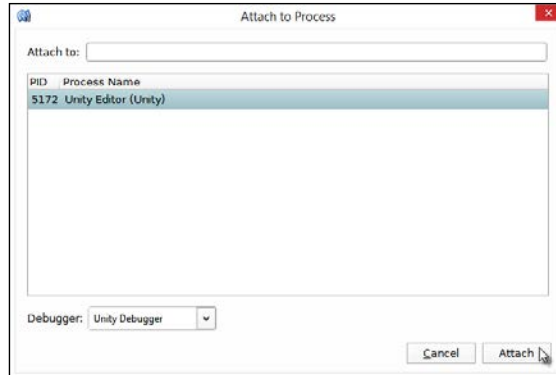 Attach to Process
Attach to:
PID Process Name
5172 Unity Editor (Unity)
Debugger: Unity Debugger
Cancel Attach